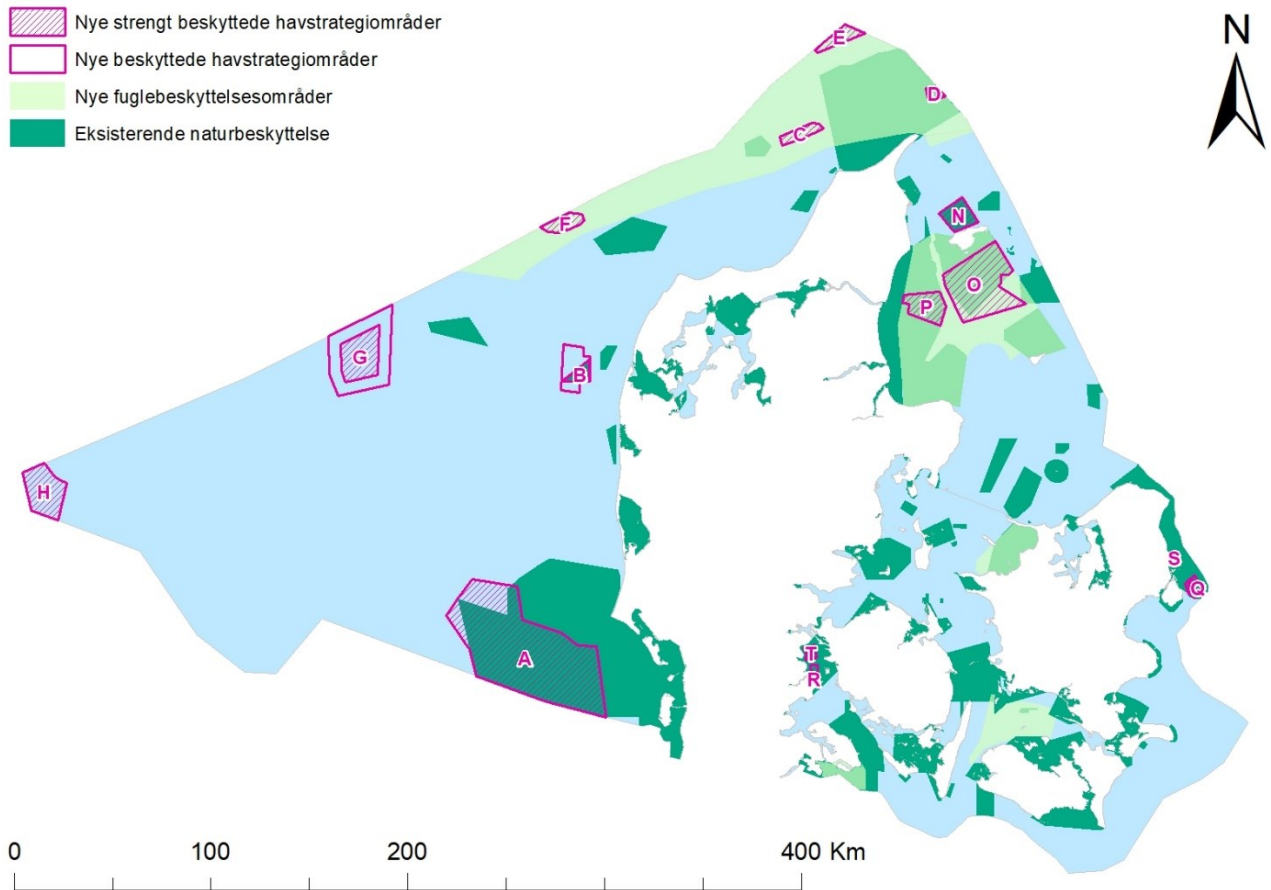 Nye strengt beskyttede havstrategiområder
Nye beskyttede havstrategiområder
Nye fuglebeskyttelsesområder
Eksisterende naturbeskyttelse
N
E
D
C
F
N
O
P
G
B
H
S
Q
A
T
R
0 100 200 400 Km